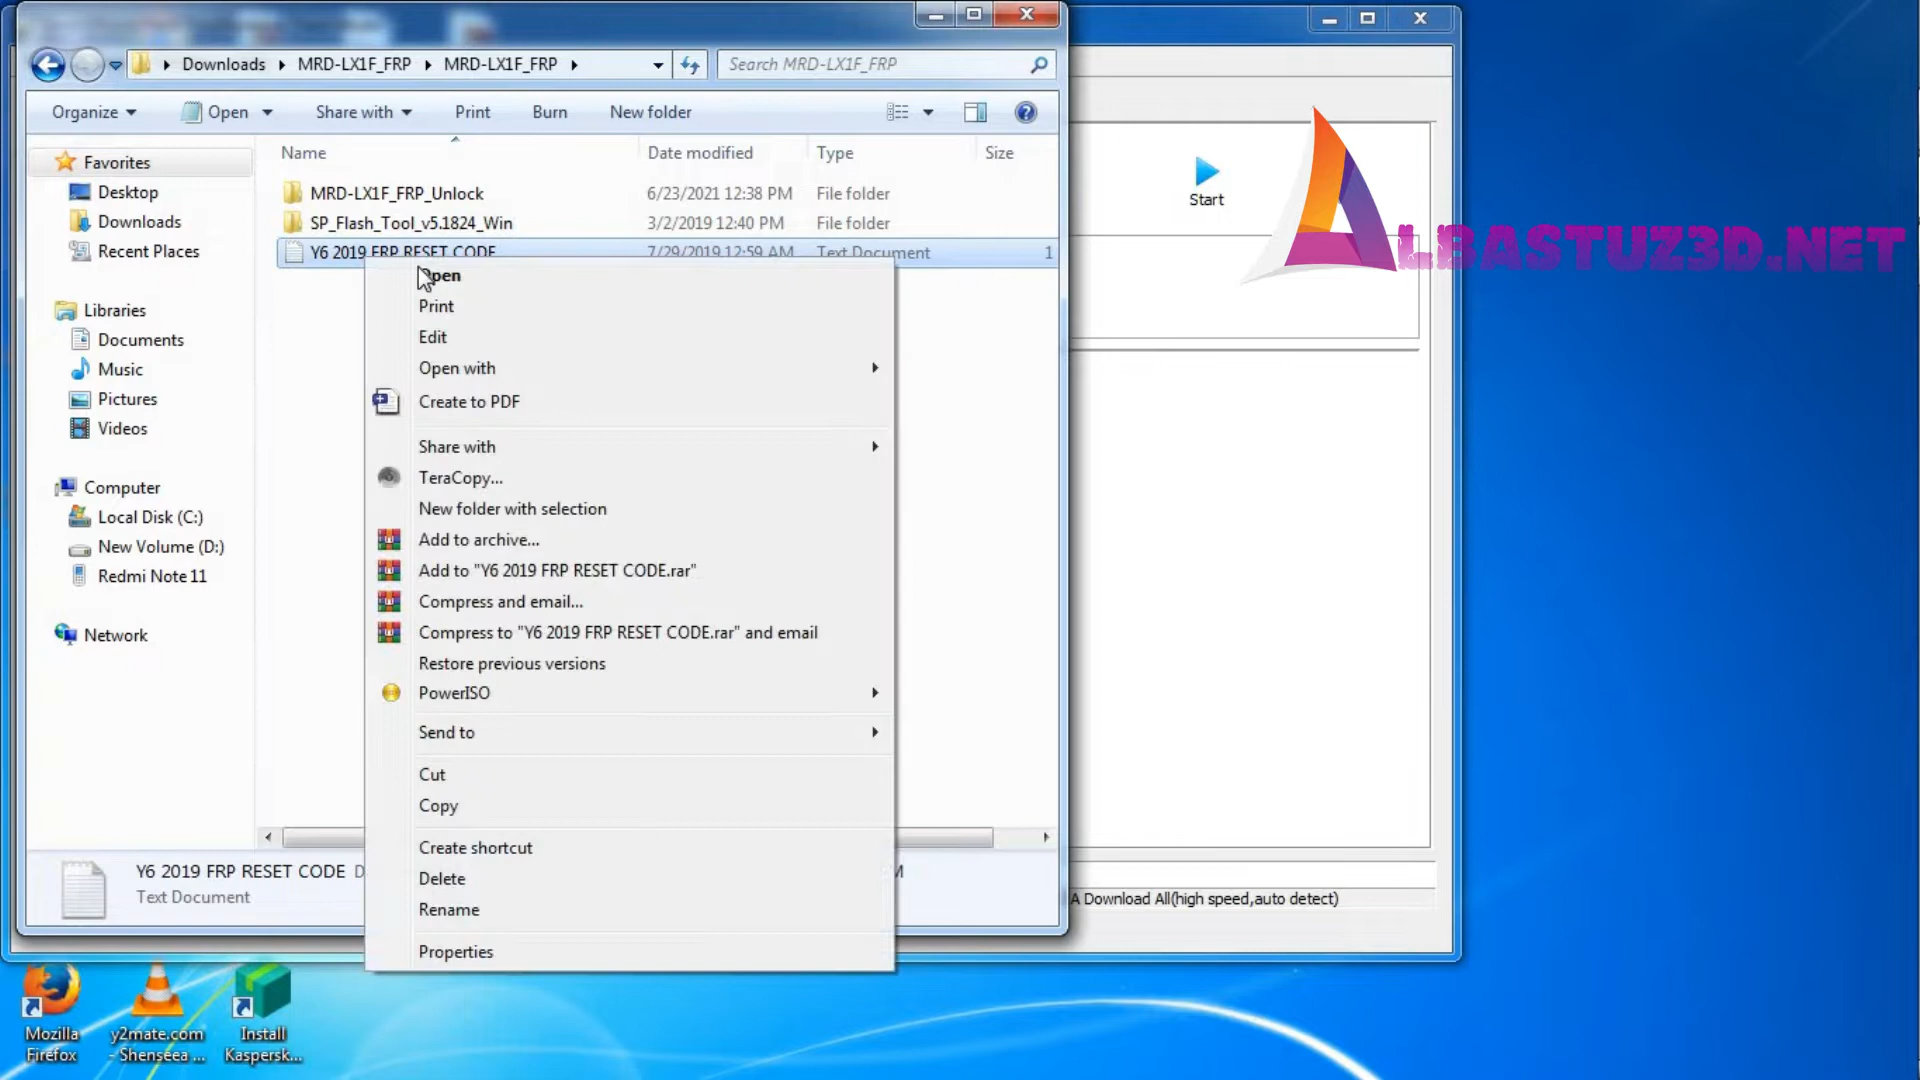 Downloads
MRD-LX1F_FRP
MRD-LX1F_FRP
Search MRD-LX1F_FRP
Organize
Open
Share with
Print
Burn
New folder
Name
Date modified
Type
Size
Favorites
Desktop
Downloads
Recent Places
Libraries
Documents
Music
Pictures
Videos
Computer
Local Disk (C:)
New Volume (D:)
Redmi Note 11
Network
MRD-LX1F_FRP_Unlock
6/23/2021 12:38 PM
File folder
SP_Flash_Tool_v5.1824_Win
3/2/2019 12:40 PM
File folder
Y6 2019 FRP RESET CODE
7/29/2019 12:59 AM
Text Document
1
Open
Print
Edit
Open with
Create to PDF
Share with
TeraCopy...
New folder with selection
Add to archive...
Add to "Y6 2019 FRP RESET CODE.rar"
Compress and email...
Compress to "Y6 2019 FRP RESET CODE.rar" and email
Restore previous versions
PowerISO
Send to
Cut
Copy
Create shortcut
Delete
Rename
Properties
Y6 2019 FRP RESET CODE D
Text Document
M
Start
ALBASTUZ3D.NET
A Download All(high speed,auto detect)
Mozilla
Firefox
y2mate.com
- Shenseea ...
Install
Kaspersk...